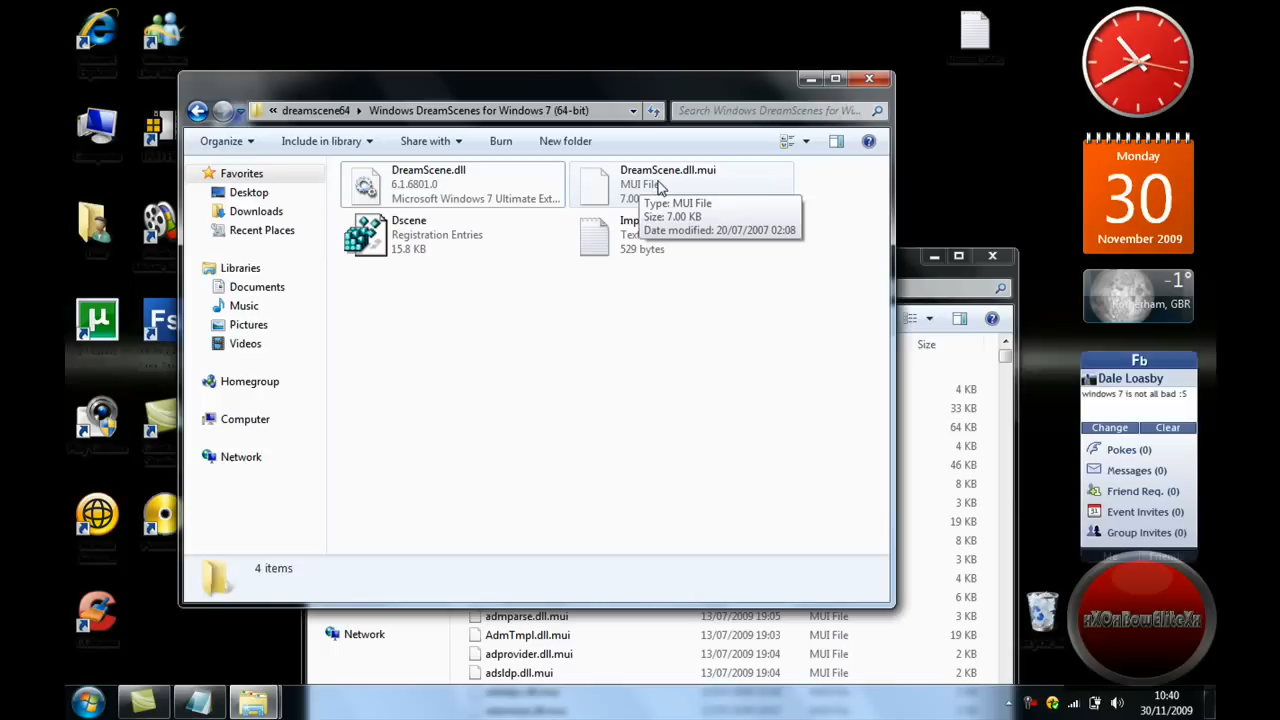 dreamscene64 Windows DreamScenes for Windows 7 (64-bit)
Search Windows DreamScenes for Wi...
Organize Include in library Share with Burn New folder
Favorites
Desktop
Downloads
Recent Places
Libraries
Documents
Music
Pictures
Videos
Homegroup
Computer
Network
DreamScene.dll
6.1.6801.0
Microsoft Windows 7 Ultimate Ext...
DreamScene.dll.mui
MUI File
7.00
Type: MUI File
Size: 7.00 KB
Date modified: 20/07/2007 02:08
Dscene
Registration Entries
15.8 KB
529 bytes
4 items
Size
4 KB
33 KB
64 KB
4 KB
46 KB
8 KB
3 KB
19 KB
8 KB
3 KB
4 KB
6 KB
admparse.dll.mui 13/07/2009 19:05 MUI File 3 KB
AdmTmpl.dll.mui 13/07/2009 19:03 MUI File 19 KB
adprovider.dll.mui 13/07/2009 19:04 MUI File 2 KB
adsldp.dll.mui 13/07/2009 19:04 MUI File 2 KB
Network
Monday
30
November 2009
-1°
Rotherham, GBR
Fb
Dale Loasby
windows 7 is not all bad :S
Change Clear
Pokes (0)
Messages (0)
Friend Req. (0)
Event Invites (0)
Group Invites (0)
xXOxBowEliteXx
10:40
30/11/2009